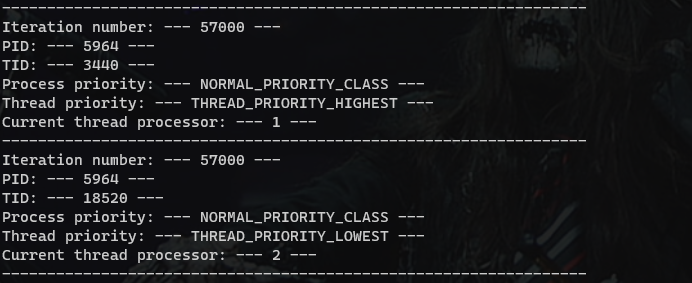 -----------------------------------------------------------------
Iteration number: --- 57000 ---
PID: --- 5964 ---
TID: --- 3440 ---
Process priority: --- NORMAL_PRIORITY_CLASS ---
Thread priority: --- THREAD_PRIORITY_HIGHEST ---
Current thread processor: --- 1 ---
-----------------------------------------------------------------
Iteration number: --- 57000 ---
PID: --- 5964 ---
TID: --- 18520 ---
Process priority: --- NORMAL_PRIORITY_CLASS ---
Thread priority: --- THREAD_PRIORITY_LOWEST ---
Current thread processor: --- 2 ---
-----------------------------------------------------------------